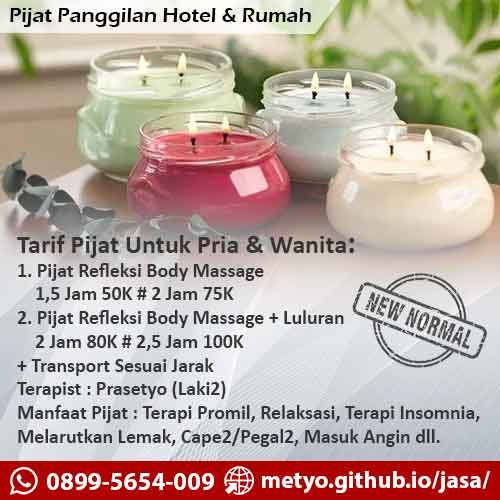 Pijat Panggilan Hotel & Rumah
Tarif Pijat Untuk Pria & Wanita:
1. Pijat Refleksi Body Massage
1,5 Jam 50K # 2 Jam 75K
2. Pijat Refleksi Body Massage + Luluran
2 Jam 80K # 2,5 Jam 100K
+ Transport Sesuai Jarak
Terapist : Prasetyo (Laki2)
Manfaat Pijat : Terapi Promil, Relaksasi, Terapi Insomnia,
Melarutkan Lemak, Cape2/Pegal2, Masuk Angin dll.
NEW NORMAL
0899-5654-009 metyo.github.io/jasa/